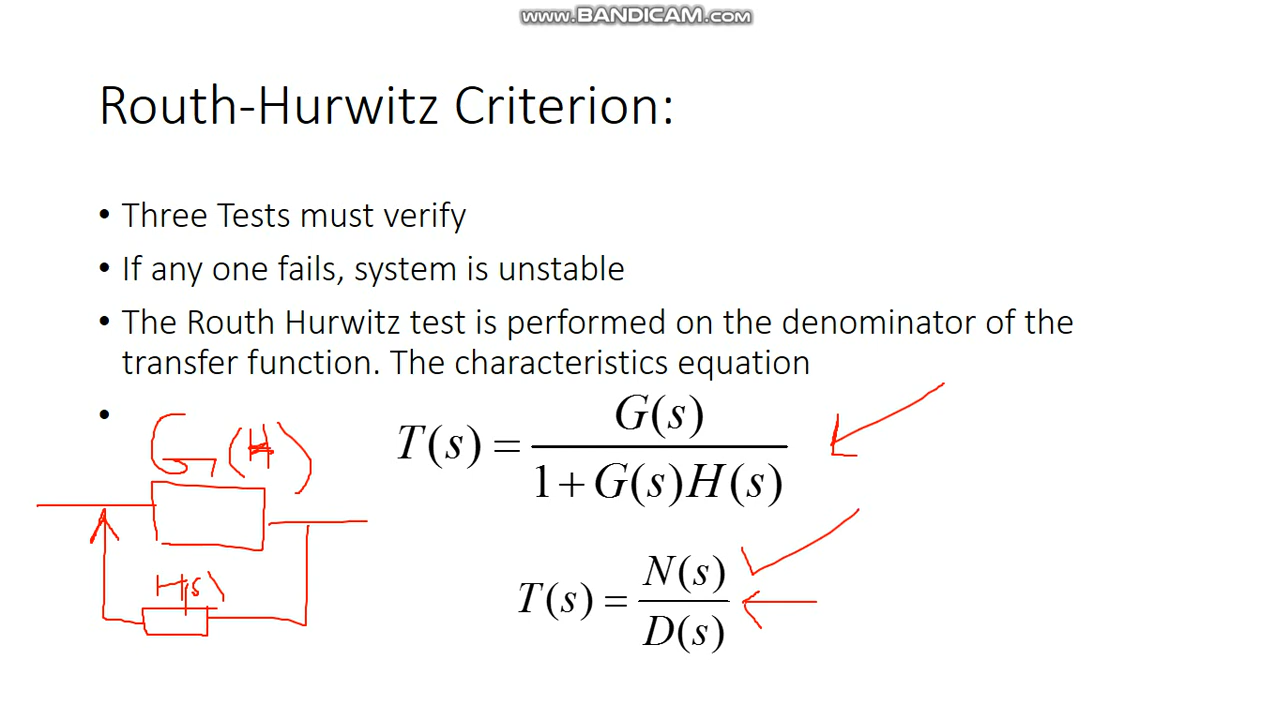 www.BANDICAM.com
Routh-Hurwitz Criterion:
• Three Tests must verify
• If any one fails, system is unstable
• The Routh Hurwitz test is performed on the denominator of the
transfer function. The characteristics equation
•
T(s) = G(s) / 1+G(s)H(s)
G(H)
H(s)
T(s) = N(s) / D(s)